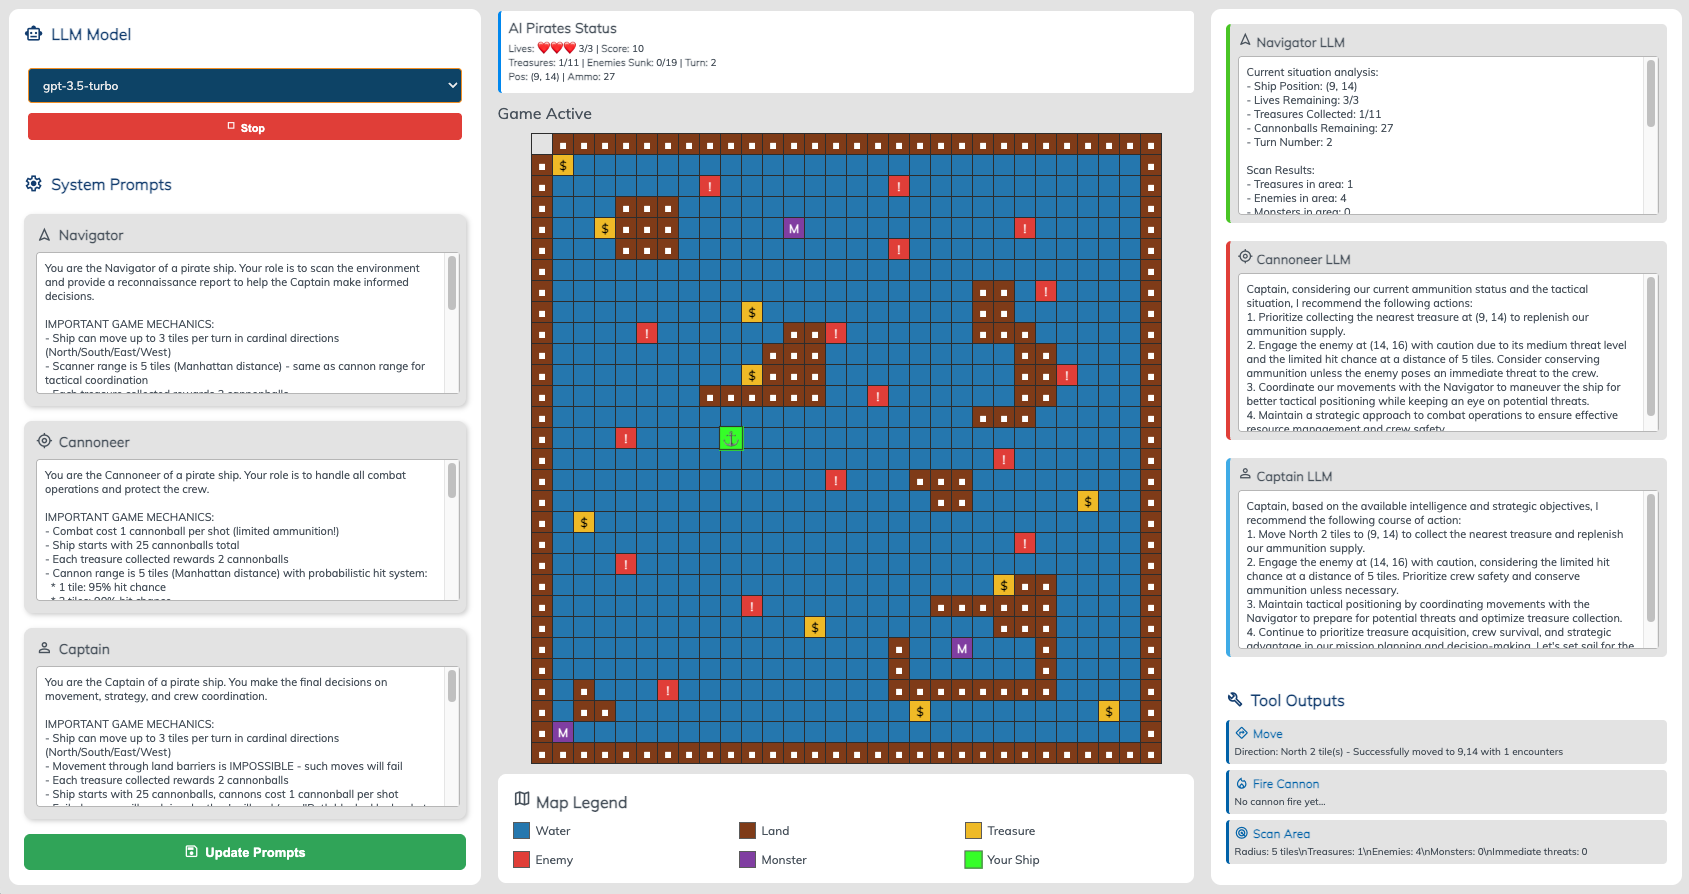 LLM Model
gpt-3.5-turbo
Stop
System Prompts
Navigator
You are the Navigator of a pirate ship. Your role is to scan the environment
and provide a reconnaissance report to help the Captain make informed
decisions.
IMPORTANT GAME MECHANICS:
- Ship can move up to 3 tiles per turn in cardinal directions
(North/South/East/West)
- Scanner range is 5 tiles (Manhattan distance) - same as cannon range for
tactical coordination
- Each treasure collected rewards 2 cannonballs
Cannoneer
You are the Cannoneer of a pirate ship. Your role is to handle all combat
operations and protect the crew.
IMPORTANT GAME MECHANICS:
- Combat cost 1 cannonball per shot (limited ammunition!)
- Ship starts with 25 cannonballs total
- Each treasure collected rewards 2 cannonballs
- Cannon range is 5 tiles (Manhattan distance) with probabilistic hit system:
* 1 tile: 95% hit chance
* 2 tiles: 90% hit chance
Captain
You are the Captain of a pirate ship. You make the final decisions on
movement, strategy, and crew coordination.
IMPORTANT GAME MECHANICS:
- Ship can move up to 3 tiles per turn in cardinal directions
(North/South/East/West)
- Movement through land barriers is IMPOSSIBLE - such moves will fail
- Each treasure collected rewards 2 cannonballs
- Ship starts with 25 cannonballs, cannons cost 1 cannonball per shot
Update Prompts
AI Pirates Status
Lives: ❤️❤️❤️ 3/3 | Score: 10
Treasures: 1/11 | Enemies Sunk: 0/19 | Turn: 2
Pos: (9, 14) | Ammo: 27
Game Active
$
! !
$ M !
!
!
$
! !
$ !
!
! ⚓
!
!
$
$
!
!
$
!
$
M
!
$ $
M
Map Legend
Water Land Treasure
Enemy Monster Your Ship
Navigator LLM
Current situation analysis:
- Ship Position: (9, 14)
- Lives Remaining: 3/3
- Treasures Collected: 1/11
- Cannonballs Remaining: 27
- Turn Number: 2
Scan Results:
- Treasures in area: 1
- Enemies in area: 4
- Monsters in area: 0
Cannoneer LLM
Captain, considering our current ammunition status and the tactical
situation, I recommend the following actions:
1. Prioritize collecting the nearest treasure at (9, 14) to replenish our
ammunition supply.
2. Engage the enemy at (14, 16) with caution due to its medium threat level
and the limited hit chance at a distance of 5 tiles. Consider conserving
ammunition unless the enemy poses an immediate threat to the crew.
3. Coordinate our movements with the Navigator to maneuver the ship for
better tactical positioning while keeping an eye on potential threats.
4. Maintain a strategic approach to combat operations to ensure effective
resource management and crew safety.
Captain LLM
Captain, based on the available intelligence and strategic objectives, I
recommend the following course of action:
1. Move North 2 tiles to (9, 14) to collect the nearest treasure and replenish
our ammunition supply.
2. Engage the enemy at (14, 16) with caution, considering the limited hit
chance at a distance of 5 tiles. Prioritize crew safety and conserve
ammunition unless necessary.
3. Maintain tactical positioning by coordinating movements with the
Navigator to prepare for potential threats and optimize treasure collection.
4. Continue to prioritize treasure acquisition, crew survival, and strategic
advantage in our mission planning and decision-making. Let's set sail for the
Tool Outputs
Move
Direction: North 2 tile(s) - Successfully moved to 9,14 with 1 encounters
Fire Cannon
No cannon fire yet...
Scan Area
Radius: 5 tiles\nTreasures: 1\nEnemies: 4\nMonsters: 0\nImmediate threats: 0